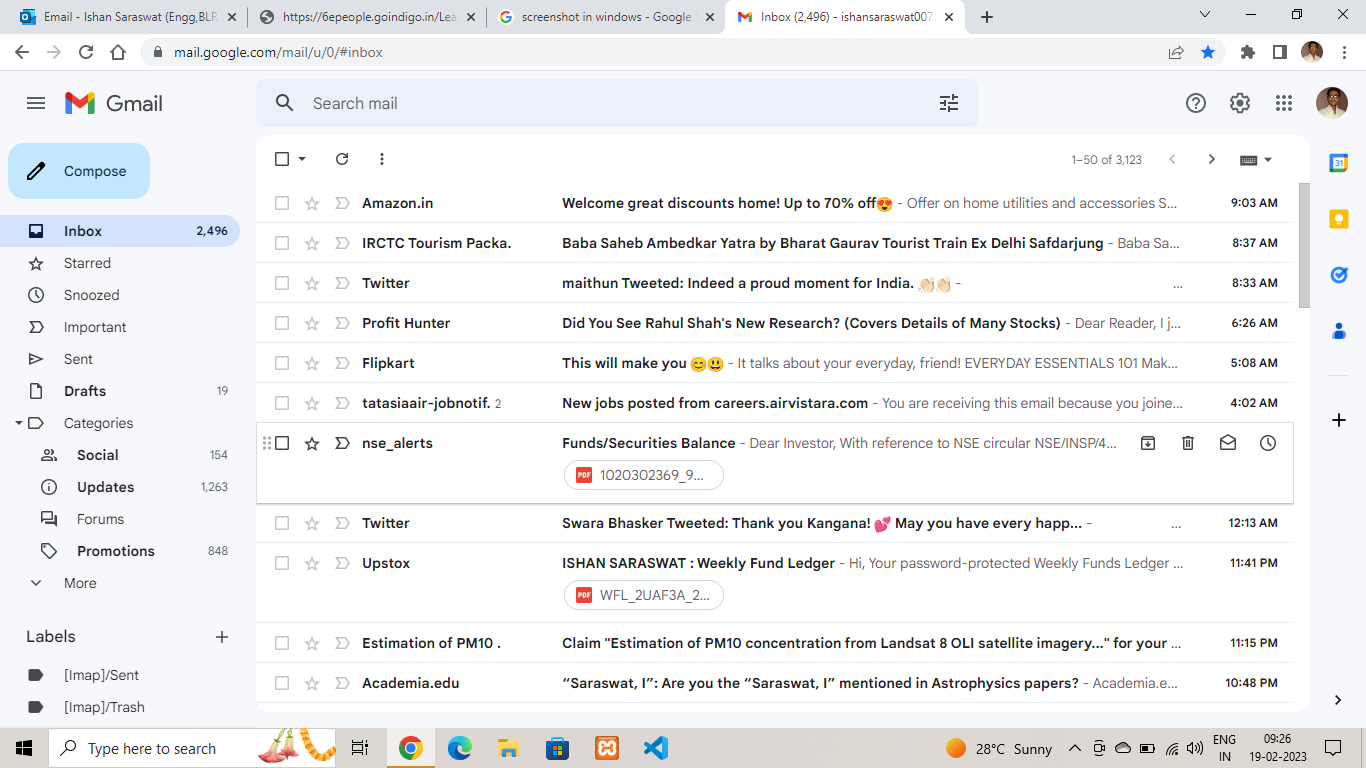 Email - Ishan Saraswat (Engg,BLR
https://6epeople.goindigo.in/Lea
screenshot in windows - Google
Inbox (2,496) - ishansaraswat007
mail.google.com/mail/u/0/#inbox
Gmail
Search mail
Compose
1–50 of 3,123
Inbox 2,496
Starred
Snoozed
Important
Sent
Drafts 19
Categories
Social 154
Updates 1,263
Forums
Promotions 848
More
Labels
[Imap]/Sent
[Imap]/Trash
Amazon.in Welcome great discounts home! Up to 70% off😍 - Offer on home utilities and accessories S... 9:03 AM
IRCTC Tourism Packa. Baba Saheb Ambedkar Yatra by Bharat Gaurav Tourist Train Ex Delhi Safdarjung - Baba Sa... 8:37 AM
Twitter maithun Tweeted: Indeed a proud moment for India. 👏🏻👏🏻 - ... 8:33 AM
Profit Hunter Did You See Rahul Shah's New Research? (Covers Details of Many Stocks) - Dear Reader, I j... 6:26 AM
Flipkart This will make you 😊😃 - It talks about your everyday, friend! EVERYDAY ESSENTIALS 101 Mak... 5:08 AM
tatasiaair-jobnotif. 2 New jobs posted from careers.airvistara.com - You are receiving this email because you joine... 4:02 AM
nse_alerts Funds/Securities Balance - Dear Investor, With reference to NSE circular NSE/INSP/4...
PDF 1020302369_9...
Twitter Swara Bhasker Tweeted: Thank you Kangana! 💕 May you have every happ... - ... 12:13 AM
Upstox ISHAN SARASWAT : Weekly Fund Ledger - Hi, Your password-protected Weekly Funds Ledger ... 11:41 PM
PDF WFL_2UAF3A_2...
Estimation of PM10 . Claim "Estimation of PM10 concentration from Landsat 8 OLI satellite imagery..." for your ... 11:15 PM
Academia.edu “Saraswat, I”: Are you the “Saraswat, I” mentioned in Astrophysics papers? - Academia.e... 10:48 PM
31
Type here to search
28°C Sunny
ENG
IN
09:26
19-02-2023